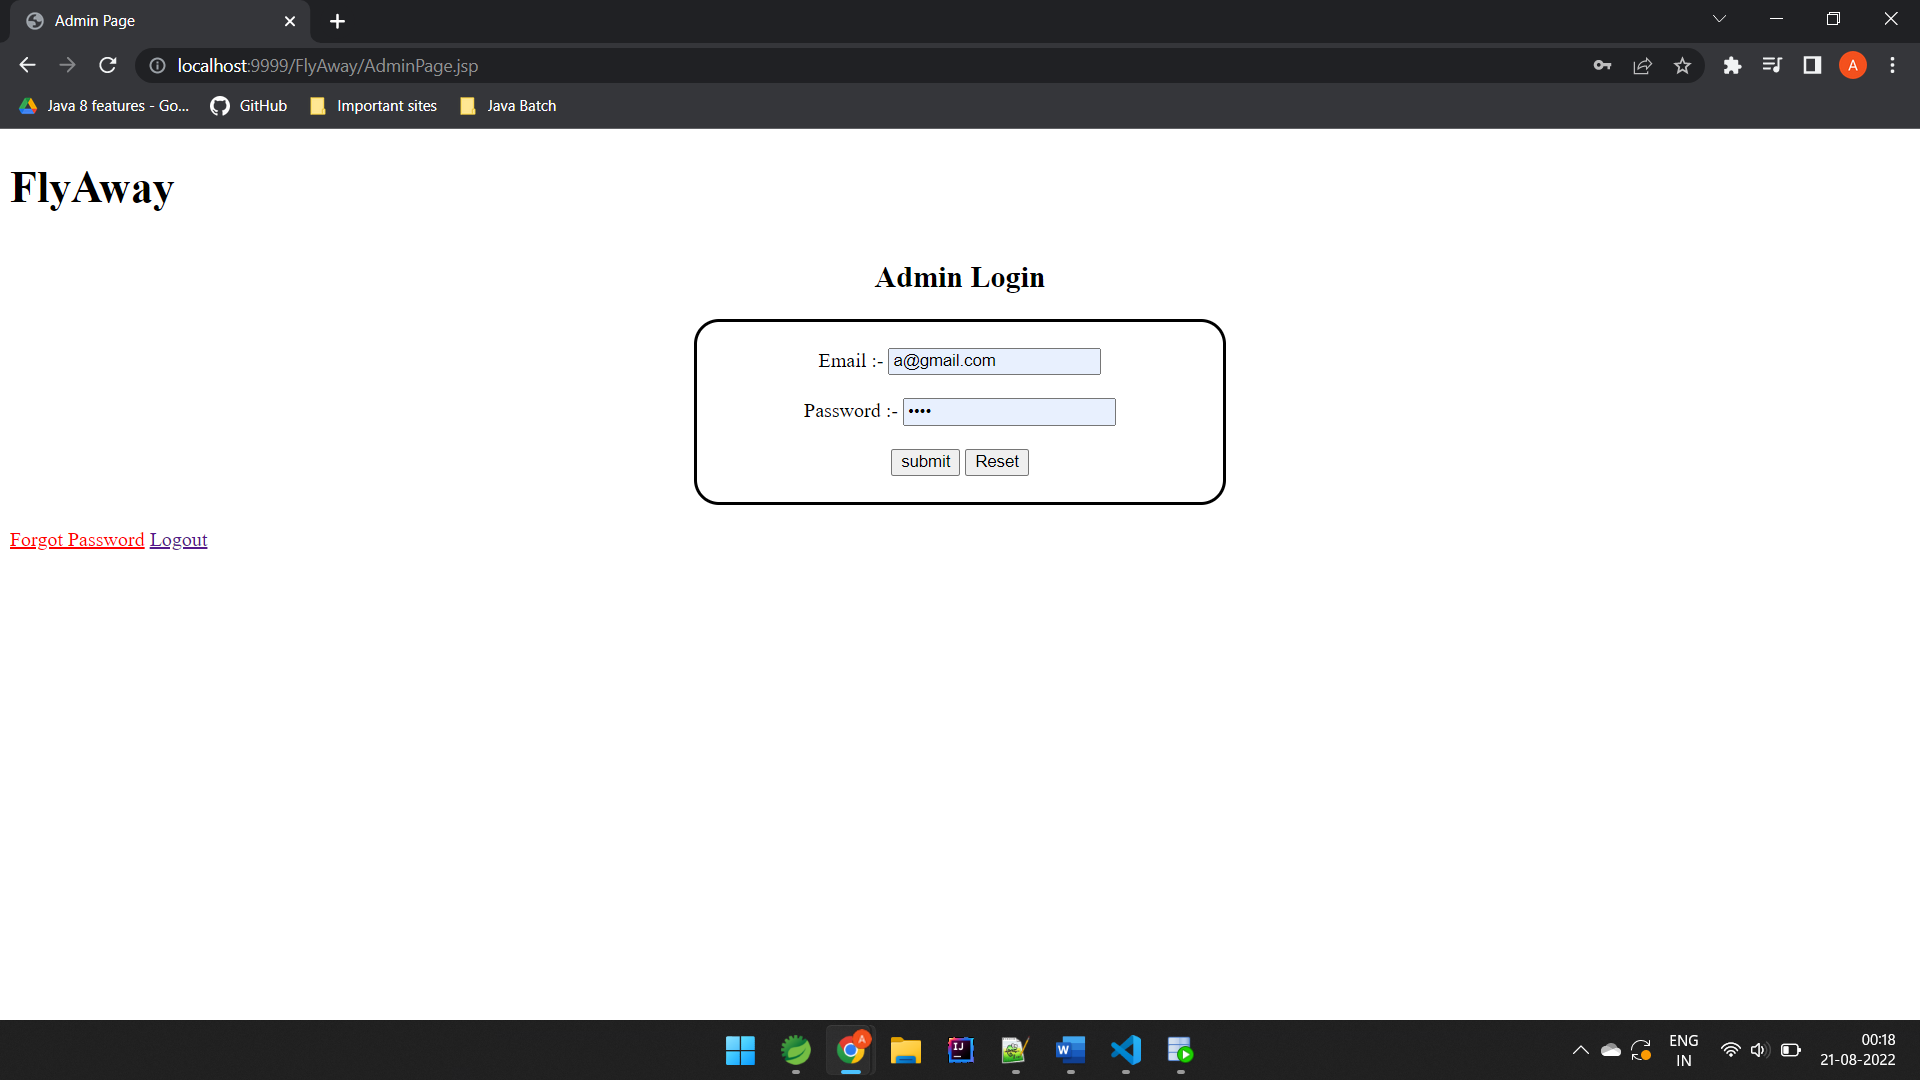 Admin Page
localhost:9999/FlyAway/AdminPage.jsp
A
Java 8 features - Go...
GitHub
Important sites
Java Batch
FlyAway
Admin Login
Email :- a@gmail.com
Password :- ••••
submit Reset
Forgot Password Logout
A
IJ
W
ENG
IN
00:18
21-08-2022